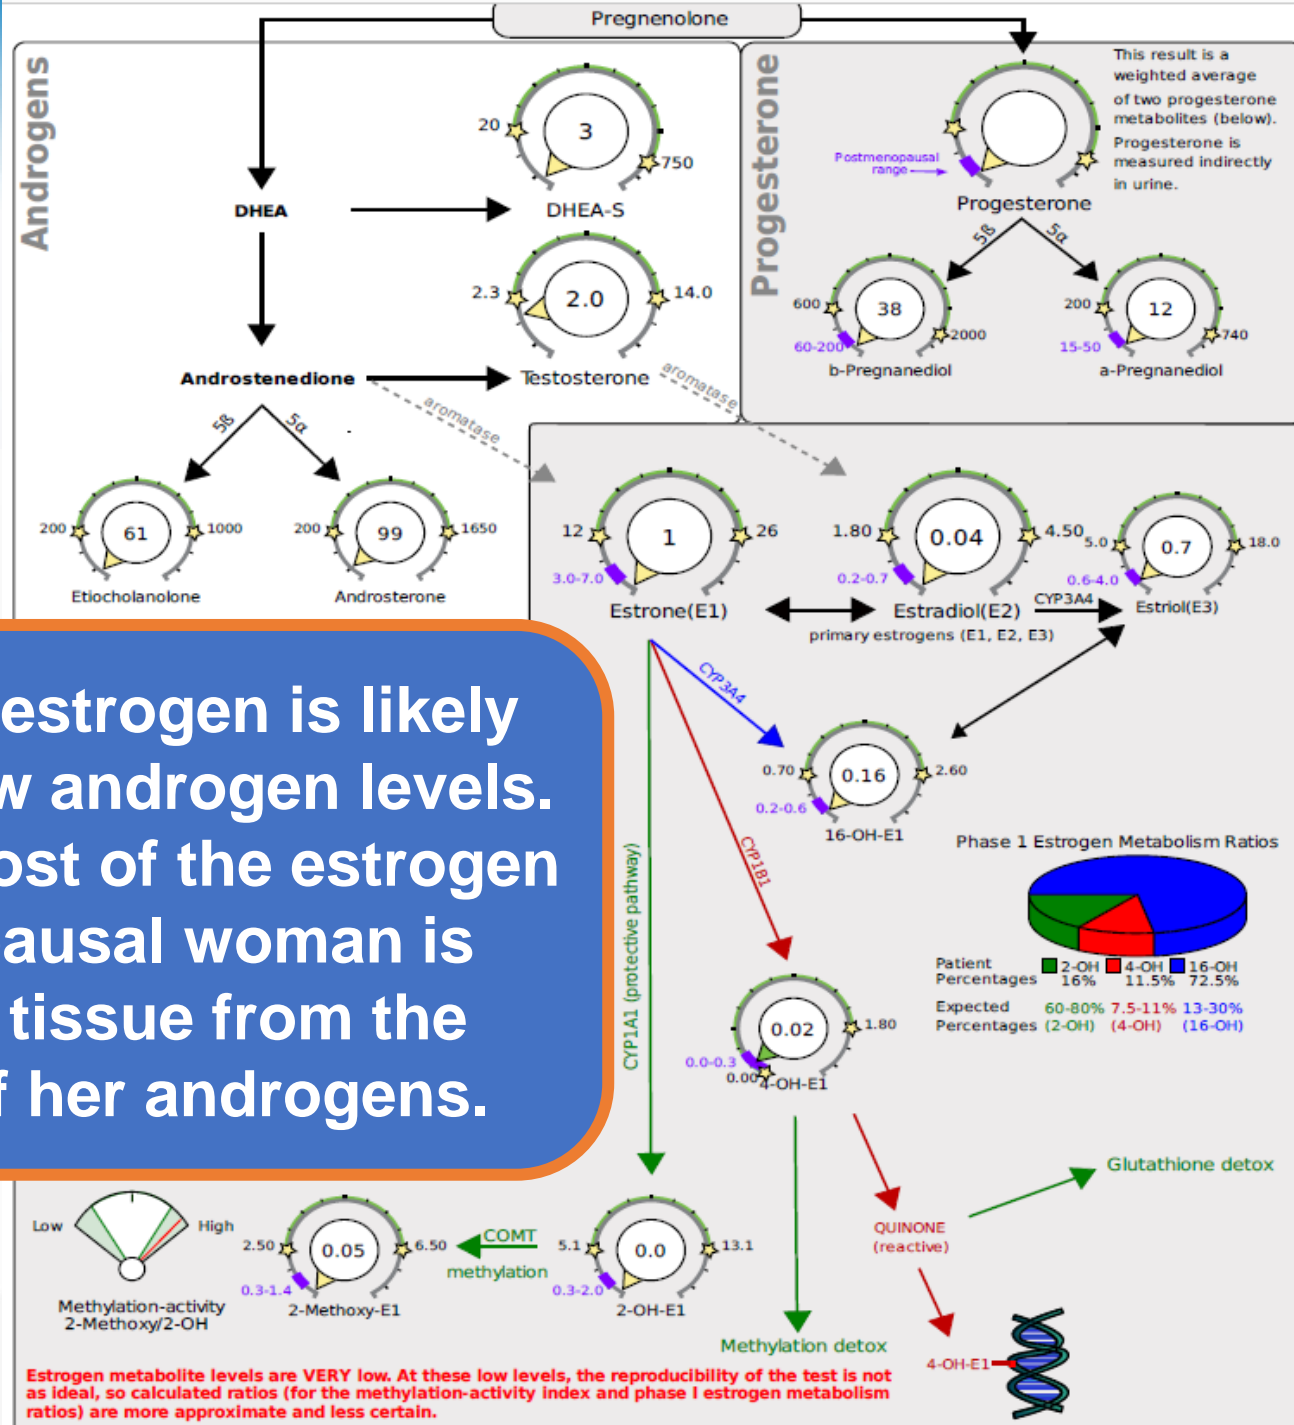 Pregnenolone
Androgens
20
3
750
DHEA
DHEA-S
2.3
2.0
14.0
Androstenedione
Testosterone
aromatase
aromatase
5ß
5α
200
61
1000
Etiocholanolone
200
99
1650
Androsterone
Progesterone
This result is a
weighted average
of two progesterone
metabolites (below).
Progesterone is
measured indirectly
in urine.
Postmenopausal
range
Progesterone
5ß
5α
600
38
2000
60-200
b-Pregnanediol
200
12
740
15-50
a-Pregnanediol
12
1
26
3.0-7.0
Estrone(E1)
1.80
0.04
4.50
0.2-0.7
Estradiol(E2)
CYP3A4
5.0
0.7
18.0
0.6-4.0
Estriol(E3)
primary estrogens (E1, E2, E3)
estrogen is likely
w androgen levels.
ost of the estrogen
ausal woman is
tissue from the
f her androgens.
CYP3A4
0.70
0.16
2.60
0.2-0.6
16-OH-E1
CYP1B1
CYP1A1 (protective pathway)
Phase 1 Estrogen Metabolism Ratios
Patient 2-OH 4-OH 16-OH
Percentages 16% 11.5% 72.5%
Expected 60-80% 7.5-11% 13-30%
Percentages (2-OH) (4-OH) (16-OH)
0.02
1.80
0.0-0.3
0.00
4-OH-E1
Glutathione detox
QUINONE
(reactive)
4-OH-E1
Methylation detox
Low
High
Methylation-activity
2-Methoxy/2-OH
2.50
0.05
6.50
0.3-1.4
2-Methoxy-E1
COMT
methylation
5.1
0.0
13.1
0.3-2.0
2-OH-E1
Estrogen metabolite levels are VERY low. At these low levels, the reproducibility of the test is not
as ideal, so calculated ratios (for the methylation-activity index and phase I estrogen metabolism
ratios) are more approximate and less certain.